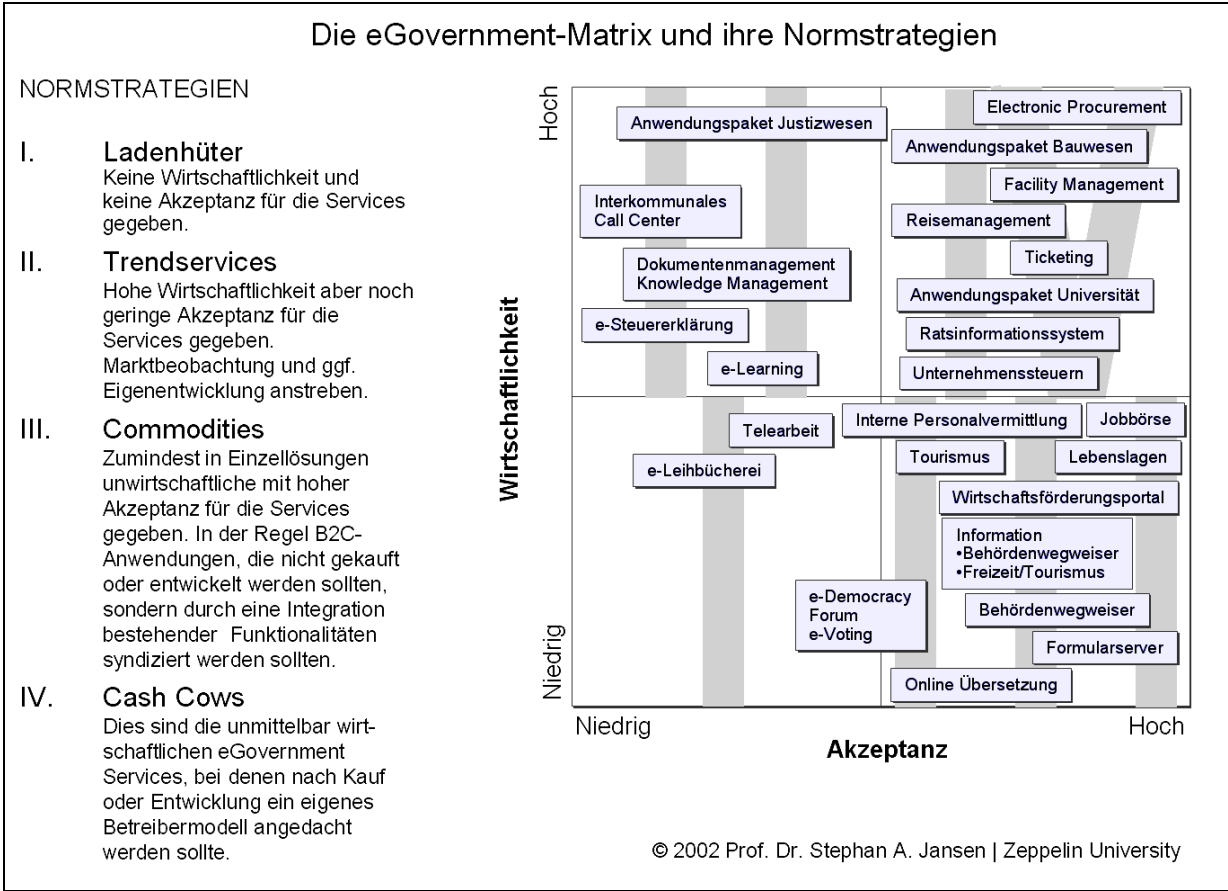 Die eGovernment-Matrix und ihre Normstrategien
NORMSTRATEGIEN
I. Ladenhüter
Keine Wirtschaftlichkeit und
keine Akzeptanz für die Services
gegeben.
II. Trendservices
Hohe Wirtschaftlichkeit aber noch
geringe Akzeptanz für die
Services gegeben.
Marktbeobachtung und ggf.
Eigenentwicklung anstreben.
III. Commodities
Zumindest in Einzellösungen
unwirtschaftliche mit hoher
Akzeptanz für die Services
gegeben. In der Regel B2C-
Anwendungen, die nicht gekauft
oder entwickelt werden sollten,
sondern durch eine Integration
bestehender Funktionalitäten
syndiziert werden sollten.
IV. Cash Cows
Dies sind die unmittelbar wirt-
schaftlichen eGovernment
Services, bei denen nach Kauf
oder Entwicklung ein eigenes
Betreibermodell angedacht
werden sollte.
Wirtschaftlichkeit
Hoch
Niedrig
Anwendungspaket Justizwesen
Interkommunales
Call Center
Dokumentenmanagement
Knowledge Management
e-Steuererklärung
e-Learning
Electronic Procurement
Anwendungspaket Bauwesen
Facility Management
Reisemanagement
Ticketing
Anwendungspaket Universität
Ratsinformationssystem
Unternehmenssteuern
Telearbeit
e-Leihbücherei
Interne Personalvermittlung
Jobbörse
Tourismus
Lebenslagen
Wirtschaftsförderungsportal
Information
•Behördenwegweiser
•Freizeit/Tourismus
e-Democracy
Forum
e-Voting
Behördenwegweiser
Formularserver
Online Übersetzung
Niedrig
Hoch
Akzeptanz
© 2002 Prof. Dr. Stephan A. Jansen | Zeppelin University